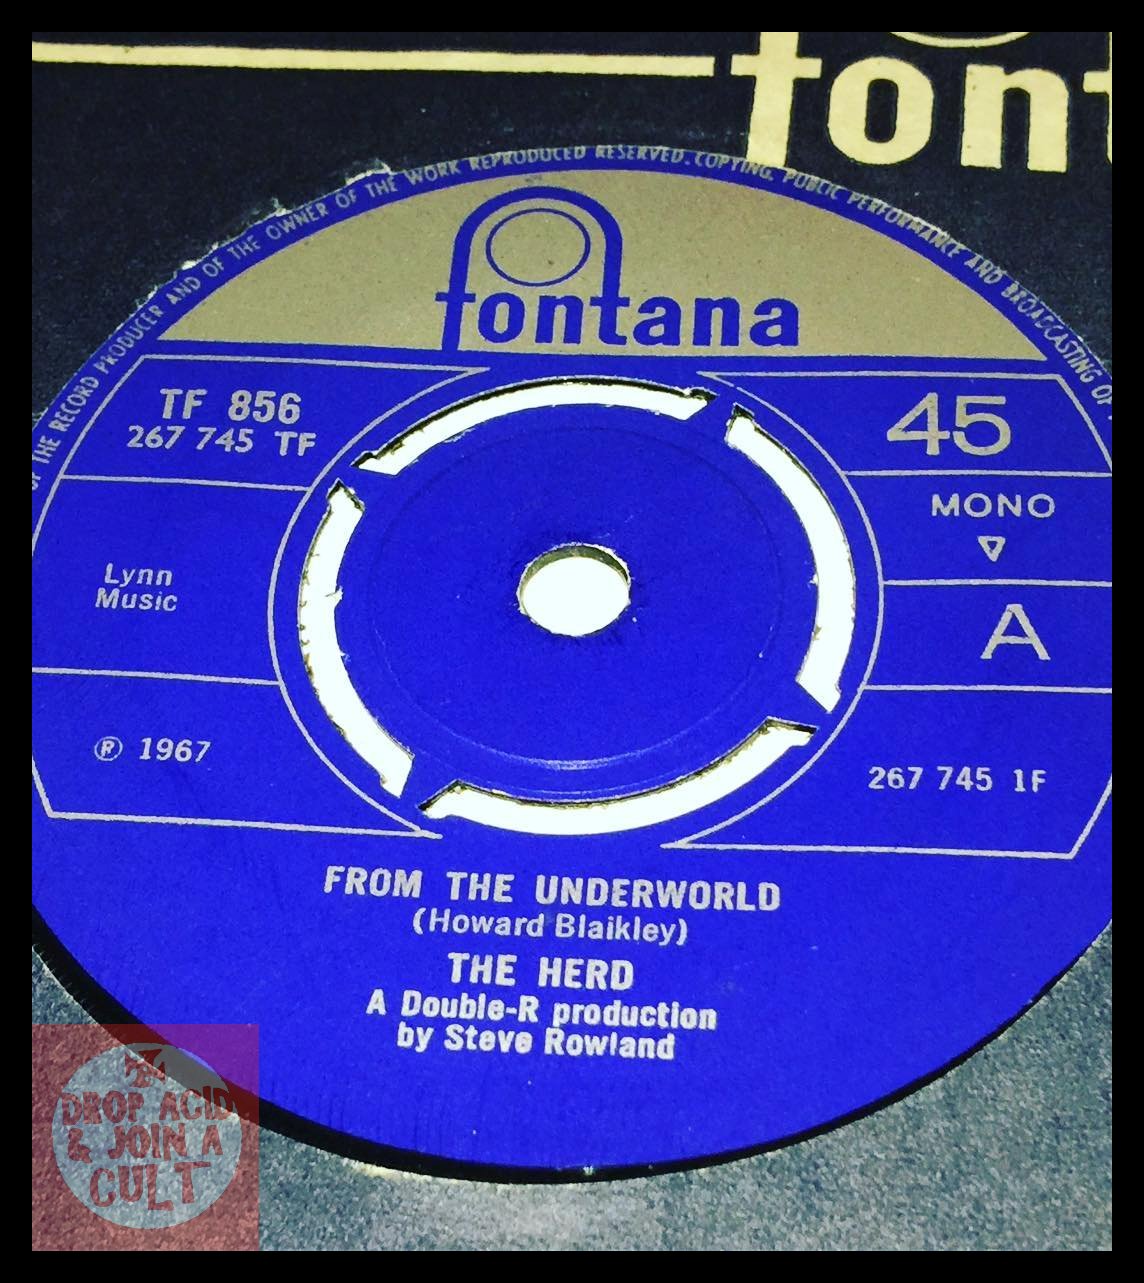 font
OF THE RECORD PRODUCER AND OF THE OWNER OF THE WORK REPRODUCED RESERVED. COPYING, PUBLIC PERFORMANCE AND BROADCASTING OF
fontana
TF 856
267 745 TF
45
MONO
Lynn
Music
A
℗ 1967
267 745 1F
FROM THE UNDERWORLD
(Howard Blaikley)
THE HERD
A Double-R production
by Steve Rowland
DROP ACID
& JOIN A
CULT